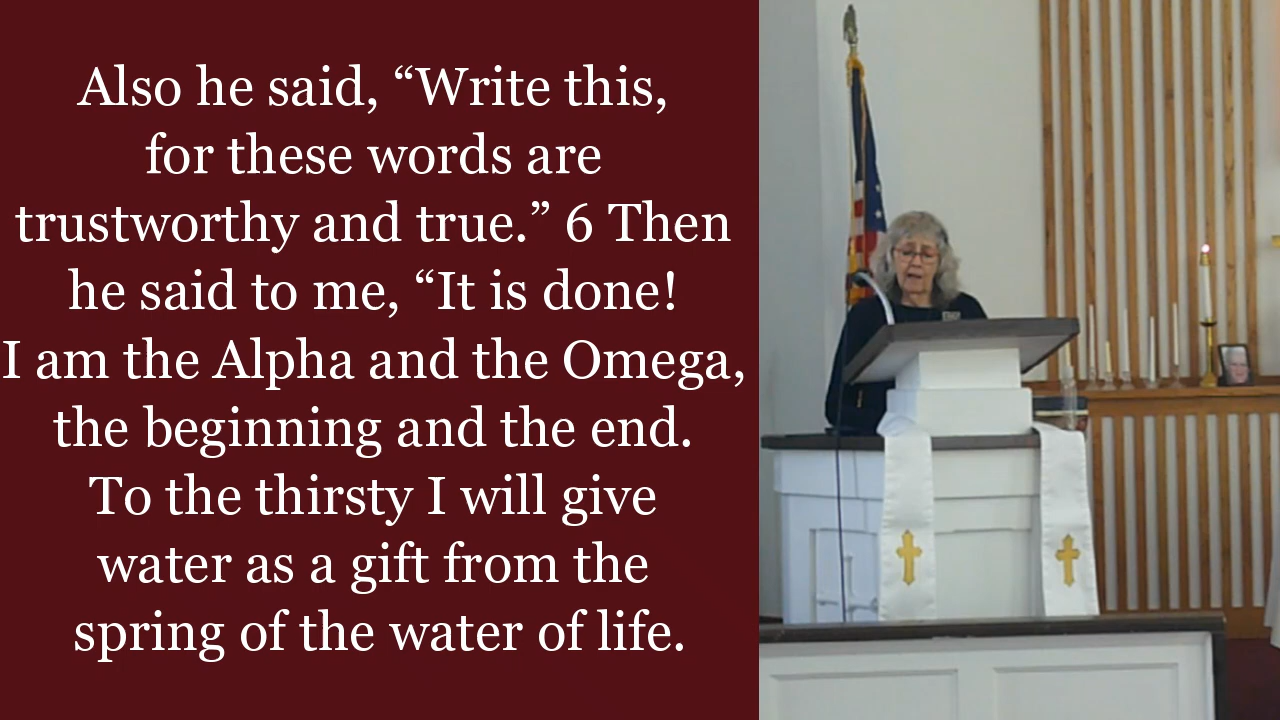 Also he said, “Write this,
for these words are
trustworthy and true.” 6 Then
he said to me, “It is done!
I am the Alpha and the Omega,
the beginning and the end.
To the thirsty I will give
water as a gift from the
spring of the water of life.